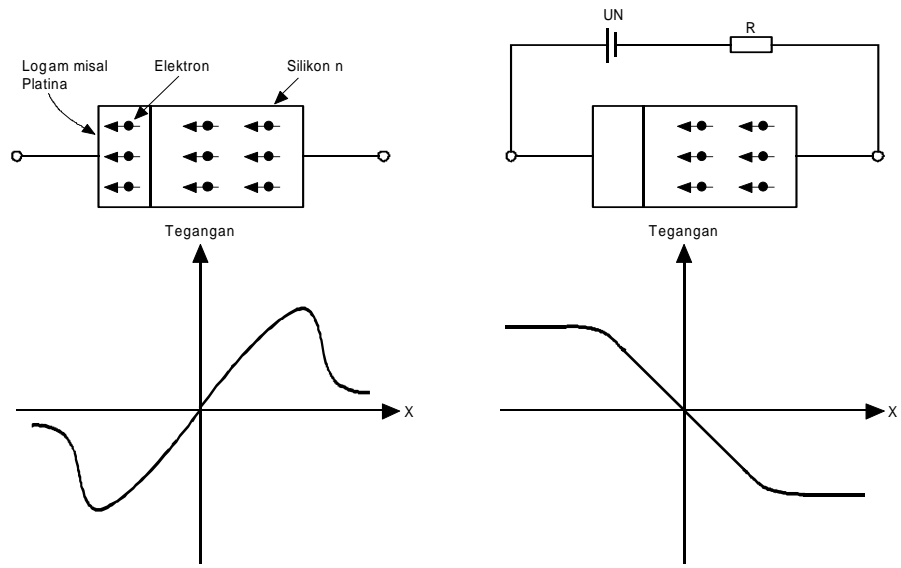 UN
R
Logam misal
Platina
Elektron
Silikon n
Tegangan
X
Tegangan
X